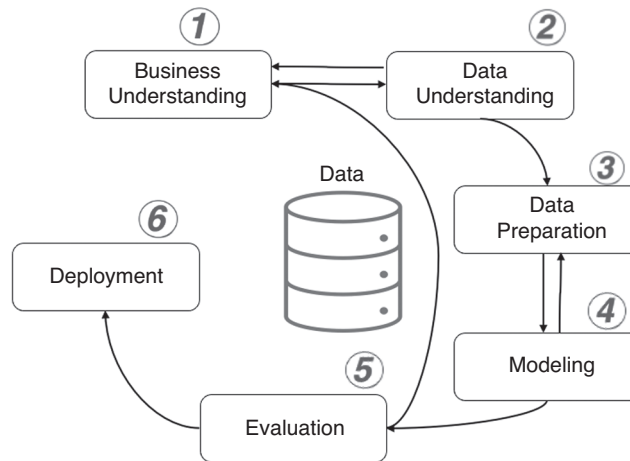 1
Business
Understanding
2
Data
Understanding
3
Data
Preparation
Data
4
Modeling
5
Evaluation
6
Deployment